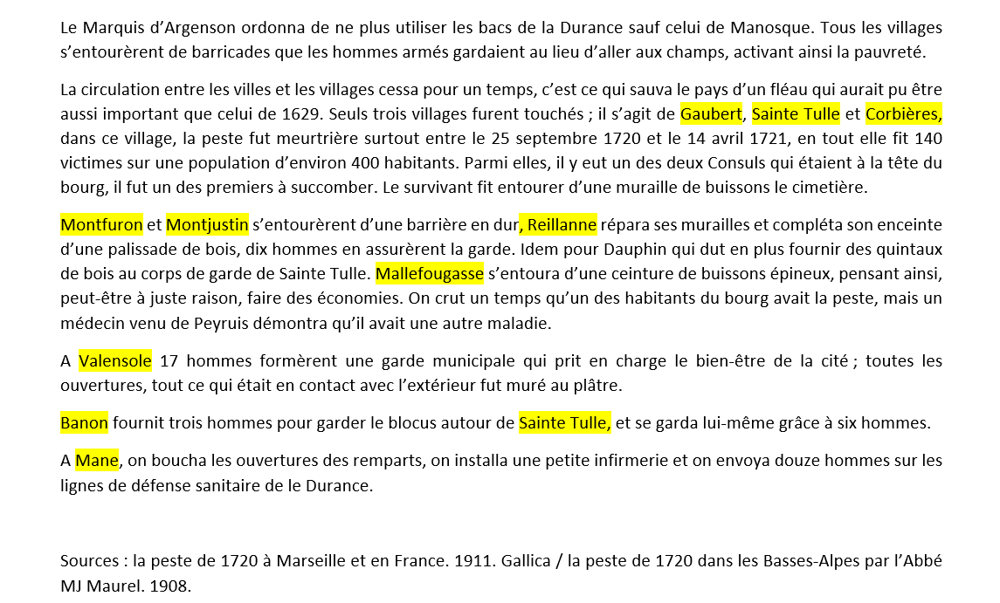 Le Marquis d’Argenson ordonna de ne plus utiliser les bacs de la Durance sauf celui de Manosque. Tous les villages
s’entourèrent de barricades que les hommes armés gardaient au lieu d’aller aux champs, activant ainsi la pauvreté.
La circulation entre les villes et les villages cessa pour un temps, c’est ce qui sauva le pays d’un fléau qui aurait pu être
aussi important que celui de 1629. Seuls trois villages furent touchés ; il s’agit de Gaubert, Sainte Tulle et Corbières,
dans ce village, la peste fut meurtrière surtout entre le 25 septembre 1720 et le 14 avril 1721, en tout elle fit 140
victimes sur une population d’environ 400 habitants. Parmi elles, il y eut un des deux Consuls qui étaient à la tête du
bourg, il fut un des premiers à succomber. Le survivant fit entourer d’une muraille de buissons le cimetière.
Montfuron et Montjustin s’entourèrent d’une barrière en dur, Reillanne répara ses murailles et compléta son enceinte
d’une palissade de bois, dix hommes en assurèrent la garde. Idem pour Dauphin qui dut en plus fournir des quintaux
de bois au corps de garde de Sainte Tulle. Mallefougasse s’entoura d’une ceinture de buissons épineux, pensant ainsi,
peut-être à juste raison, faire des économies. On crut un temps qu’un des habitants du bourg avait la peste, mais un
médecin venu de Peyruis démontra qu’il avait une autre maladie.
A Valensole 17 hommes formèrent une garde municipale qui prit en charge le bien-être de la cité ; toutes les
ouvertures, tout ce qui était en contact avec l’extérieur fut muré au plâtre.
Banon fournit trois hommes pour garder le blocus autour de Sainte Tulle, et se garda lui-même grâce à six hommes.
A Mane, on boucha les ouvertures des remparts, on installa une petite infirmerie et on envoya douze hommes sur les
lignes de défense sanitaire de le Durance.
Sources : la peste de 1720 à Marseille et en France. 1911. Gallica / la peste de 1720 dans les Basses-Alpes par l’Abbé
MJ Maurel. 1908.